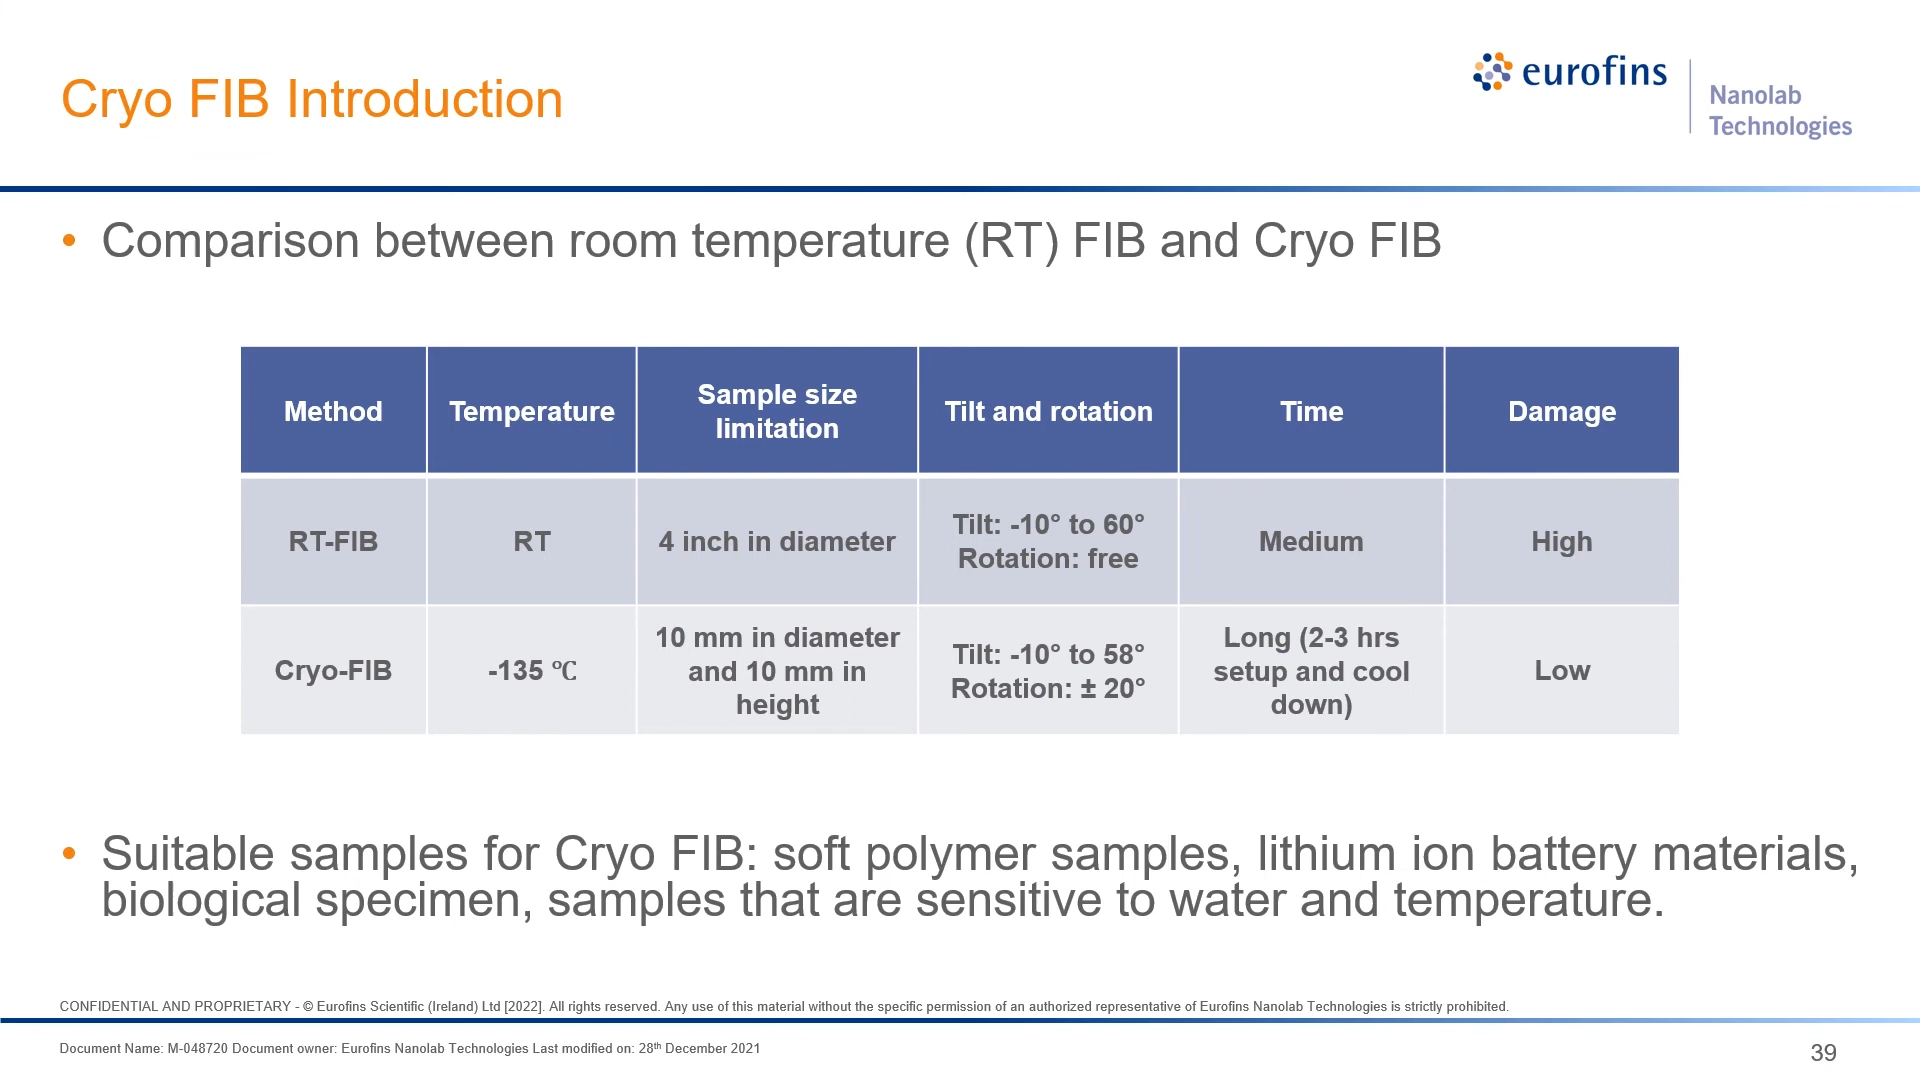 Cryo FIB Introduction
eurofins
Nanolab
Technologies
• Comparison between room temperature (RT) FIB and Cryo FIB
Method
Temperature
Sample size
limitation
Tilt and rotation
Time
Damage
RT-FIB
RT
4 inch in diameter
Tilt: -10° to 60°
Rotation: free
Medium
High
Cryo-FIB
-135 ℃
10 mm in diameter
and 10 mm in
height
Tilt: -10° to 58°
Rotation: ± 20°
Long (2-3 hrs
setup and cool
down)
Low
• Suitable samples for Cryo FIB: soft polymer samples, lithium ion battery materials,
biological specimen, samples that are sensitive to water and temperature.
CONFIDENTIAL AND PROPRIETARY - © Eurofins Scientific (Ireland) Ltd [2022]. All rights reserved. Any use of this material without the specific permission of an authorized representative of Eurofins Nanolab Technologies is strictly prohibited.
Document Name: M-048720 Document owner: Eurofins Nanolab Technologies Last modified on: 28th December 2021
39